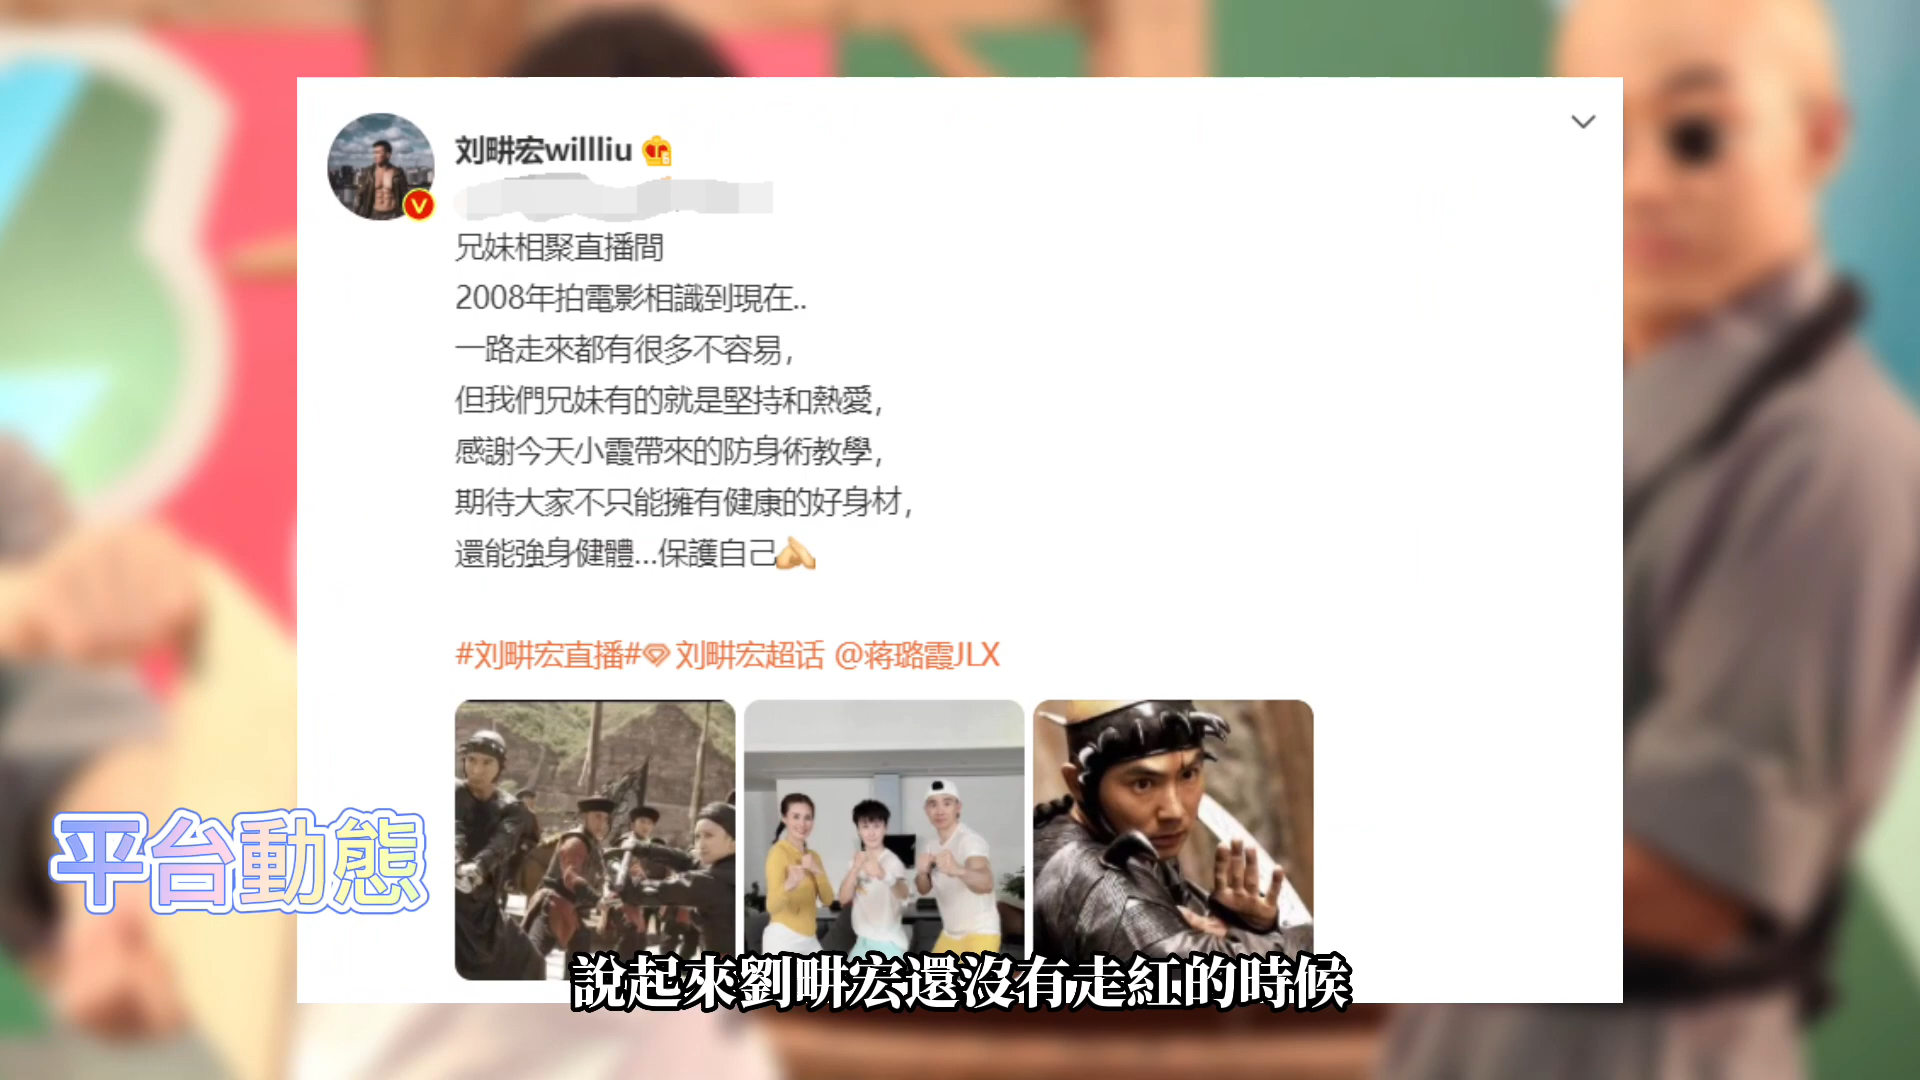 刘畊宏willliu
兄妹相聚直播間
2008年拍電影相識到現在..
一路走來都有很多不容易，
但我們兄妹有的就是堅持和熱愛，
感謝今天小霞帶來的防身術教學，
期待大家不只能擁有健康的好身材，
還能強身健體...保護自己
#刘畊宏直播# 刘畊宏超话 @蒋璐霞JLX
平台動態
說起來劉畊宏還沒有走紅的時候